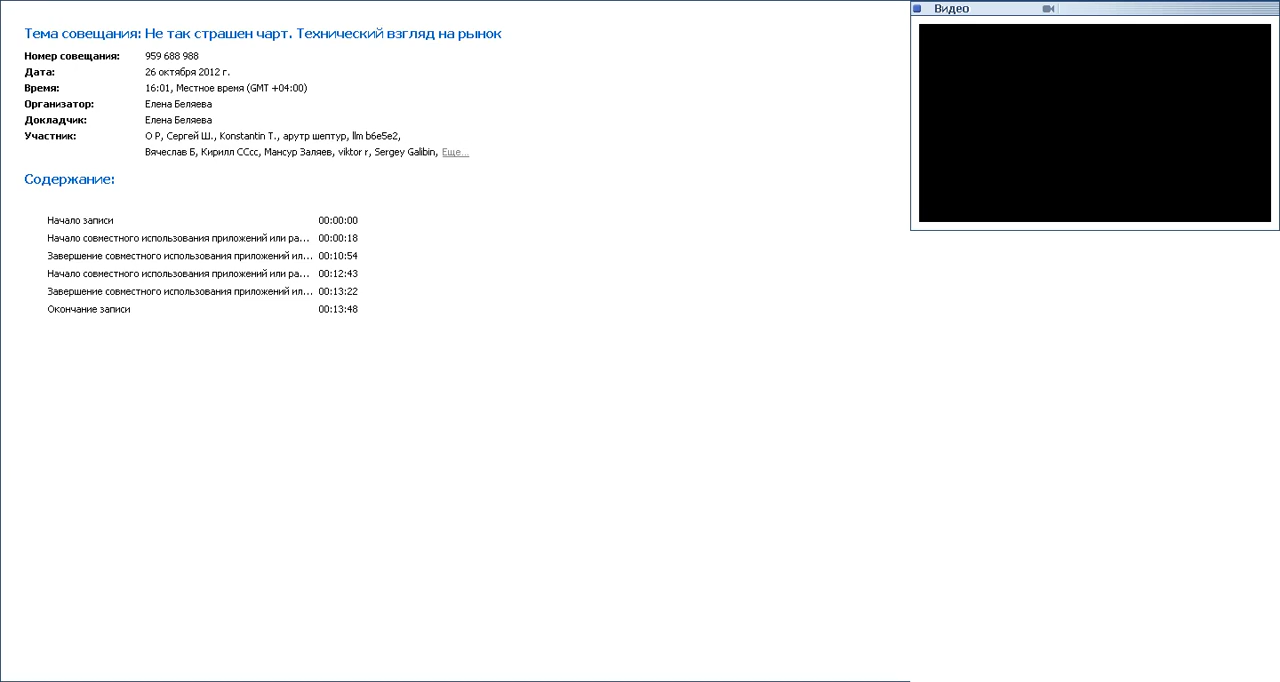 Видео
Тема совещания: Не так страшен чарт. Технический взгляд на рынок
Номер совещания: 959 688 988
Дата: 26 октября 2012 г.
Время: 16:01, Местное время (GMT +04:00)
Организатор: Елена Беляева
Докладчик: Елена Беляева
Участник: О Р, Сергей Ш., Konstantin T., арутр шептур, llm b6e5e2,
Вячеслав Б, Кирилл ССсс, Мансур Заляев, viktor r, Sergey Galibin, Еще...
Содержание:
Начало записи 00:00:00
Начало совместного использования приложений или ра... 00:00:18
Завершение совместного использования приложений ил... 00:10:54
Начало совместного использования приложений или ра... 00:12:43
Завершение совместного использования приложений ил... 00:13:22
Окончание записи 00:13:48